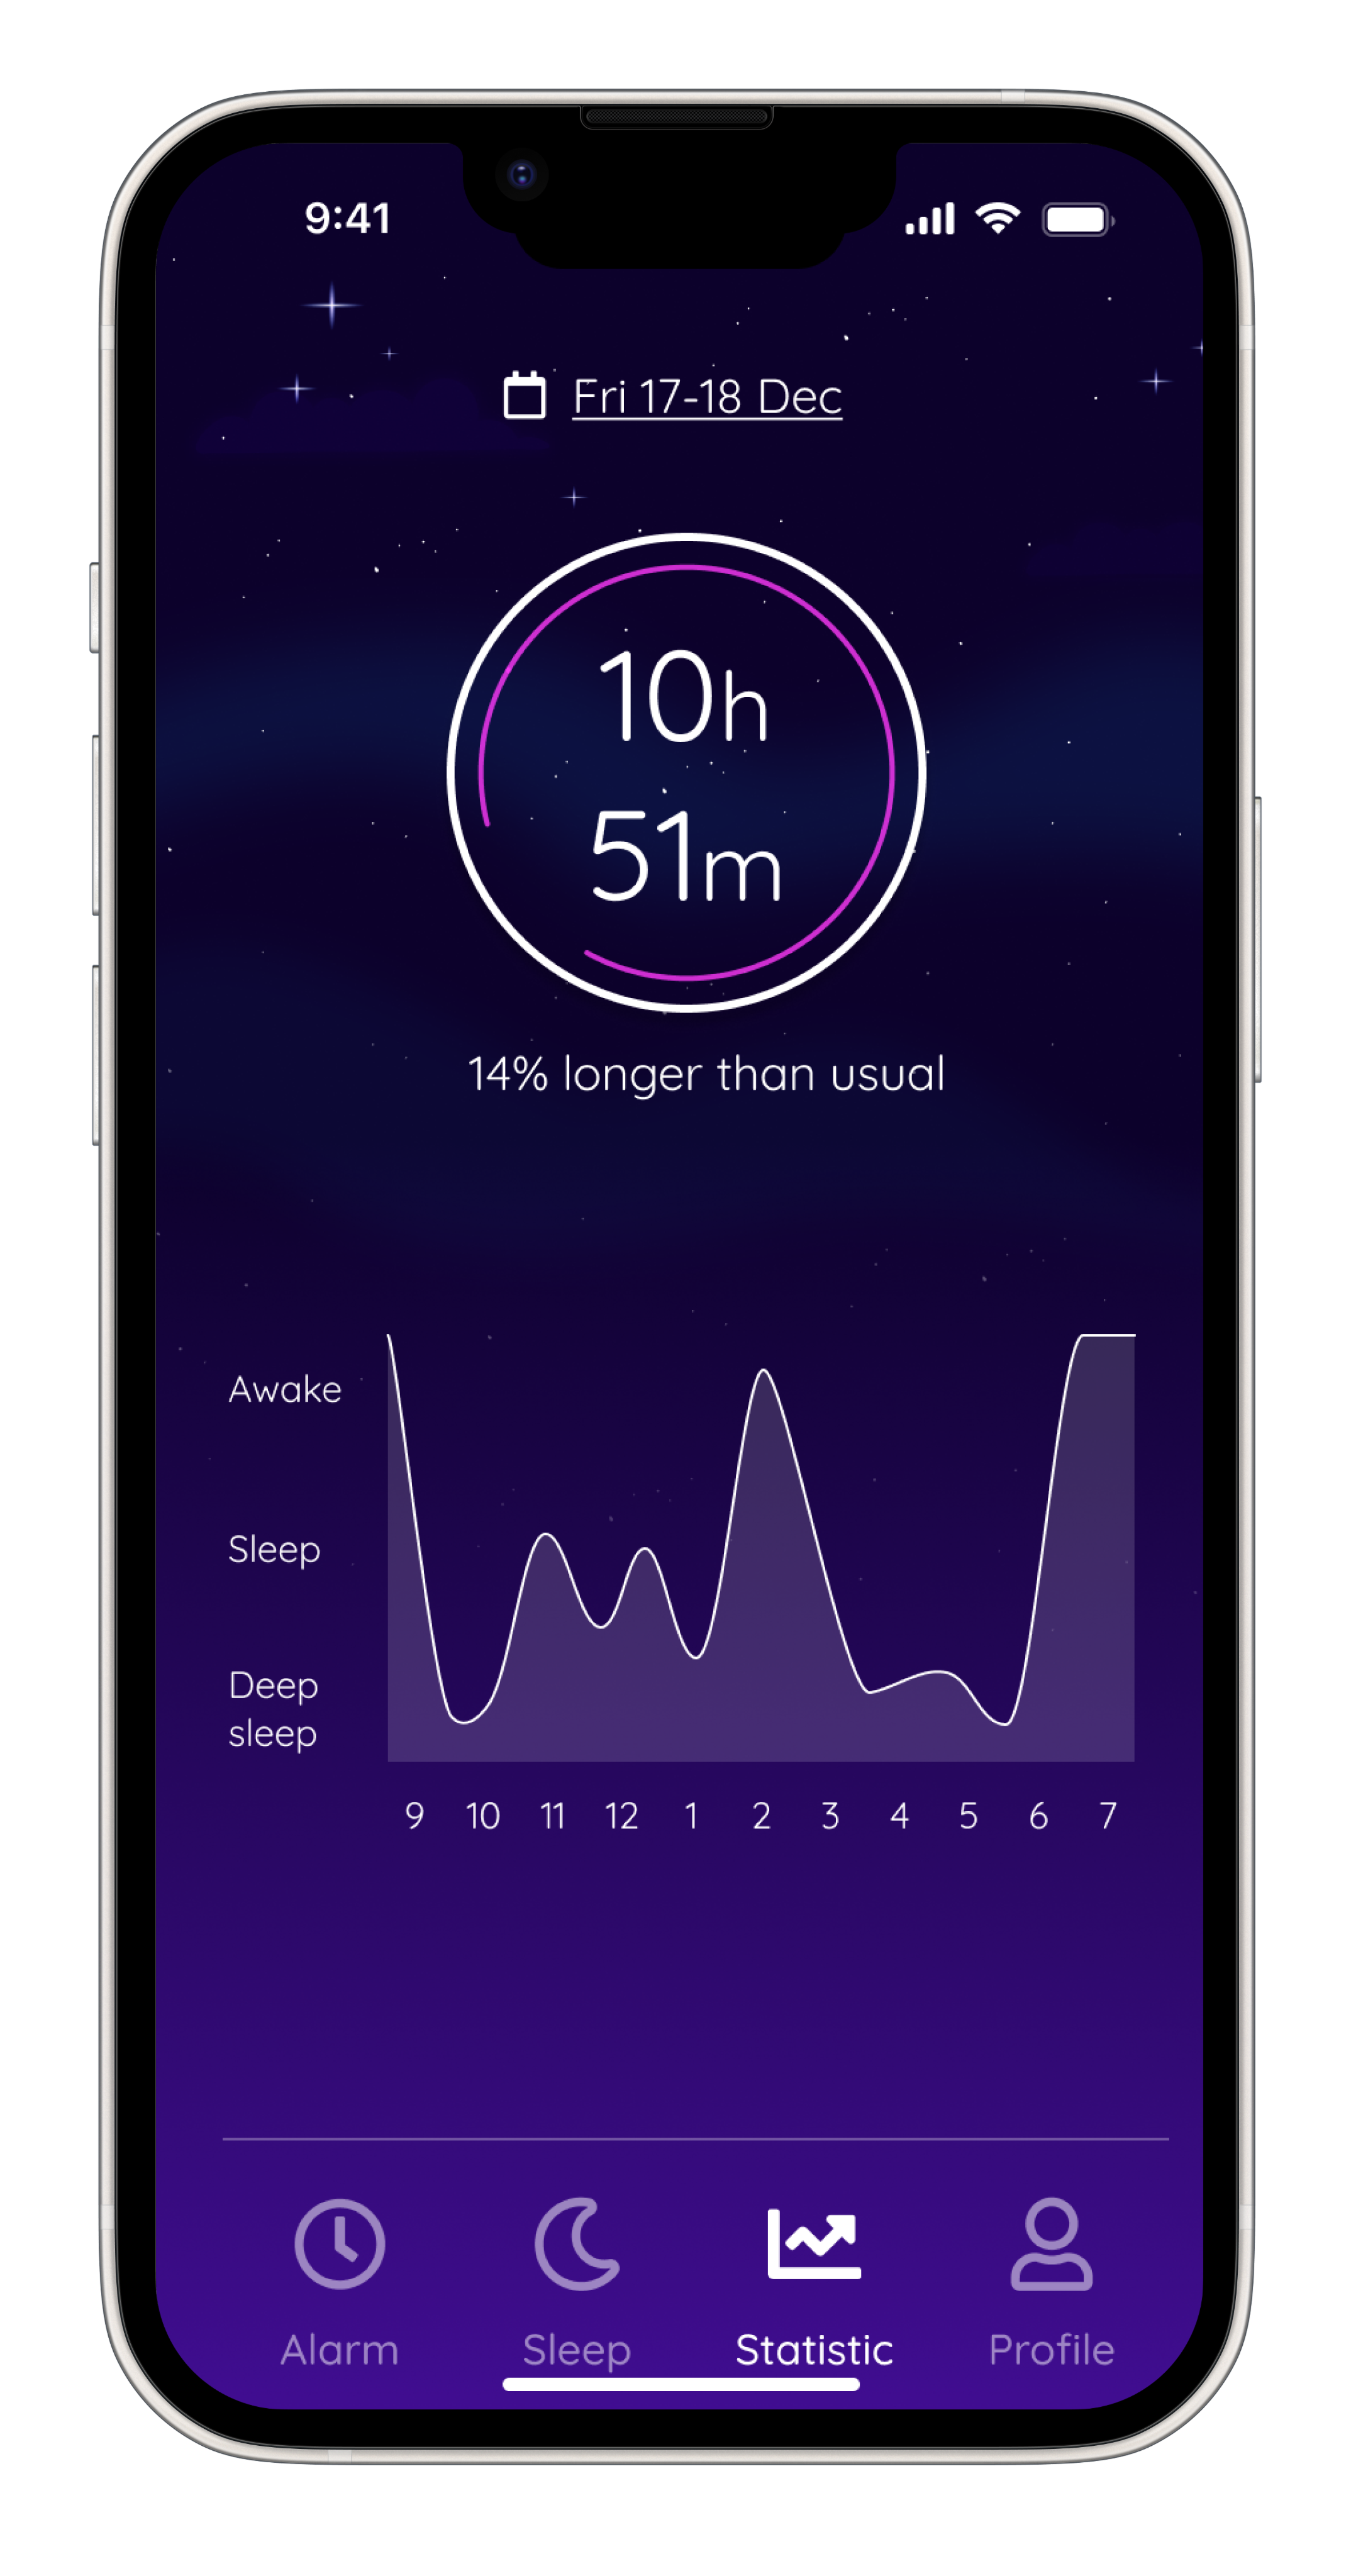 9:41
Fri 17-18 Dec
10h
51m
14% longer than usual
Awake
Sleep
Deep
sleep
9 10 11 12 1 2 3 4 5 6 7
Alarm Sleep Statistic Profile